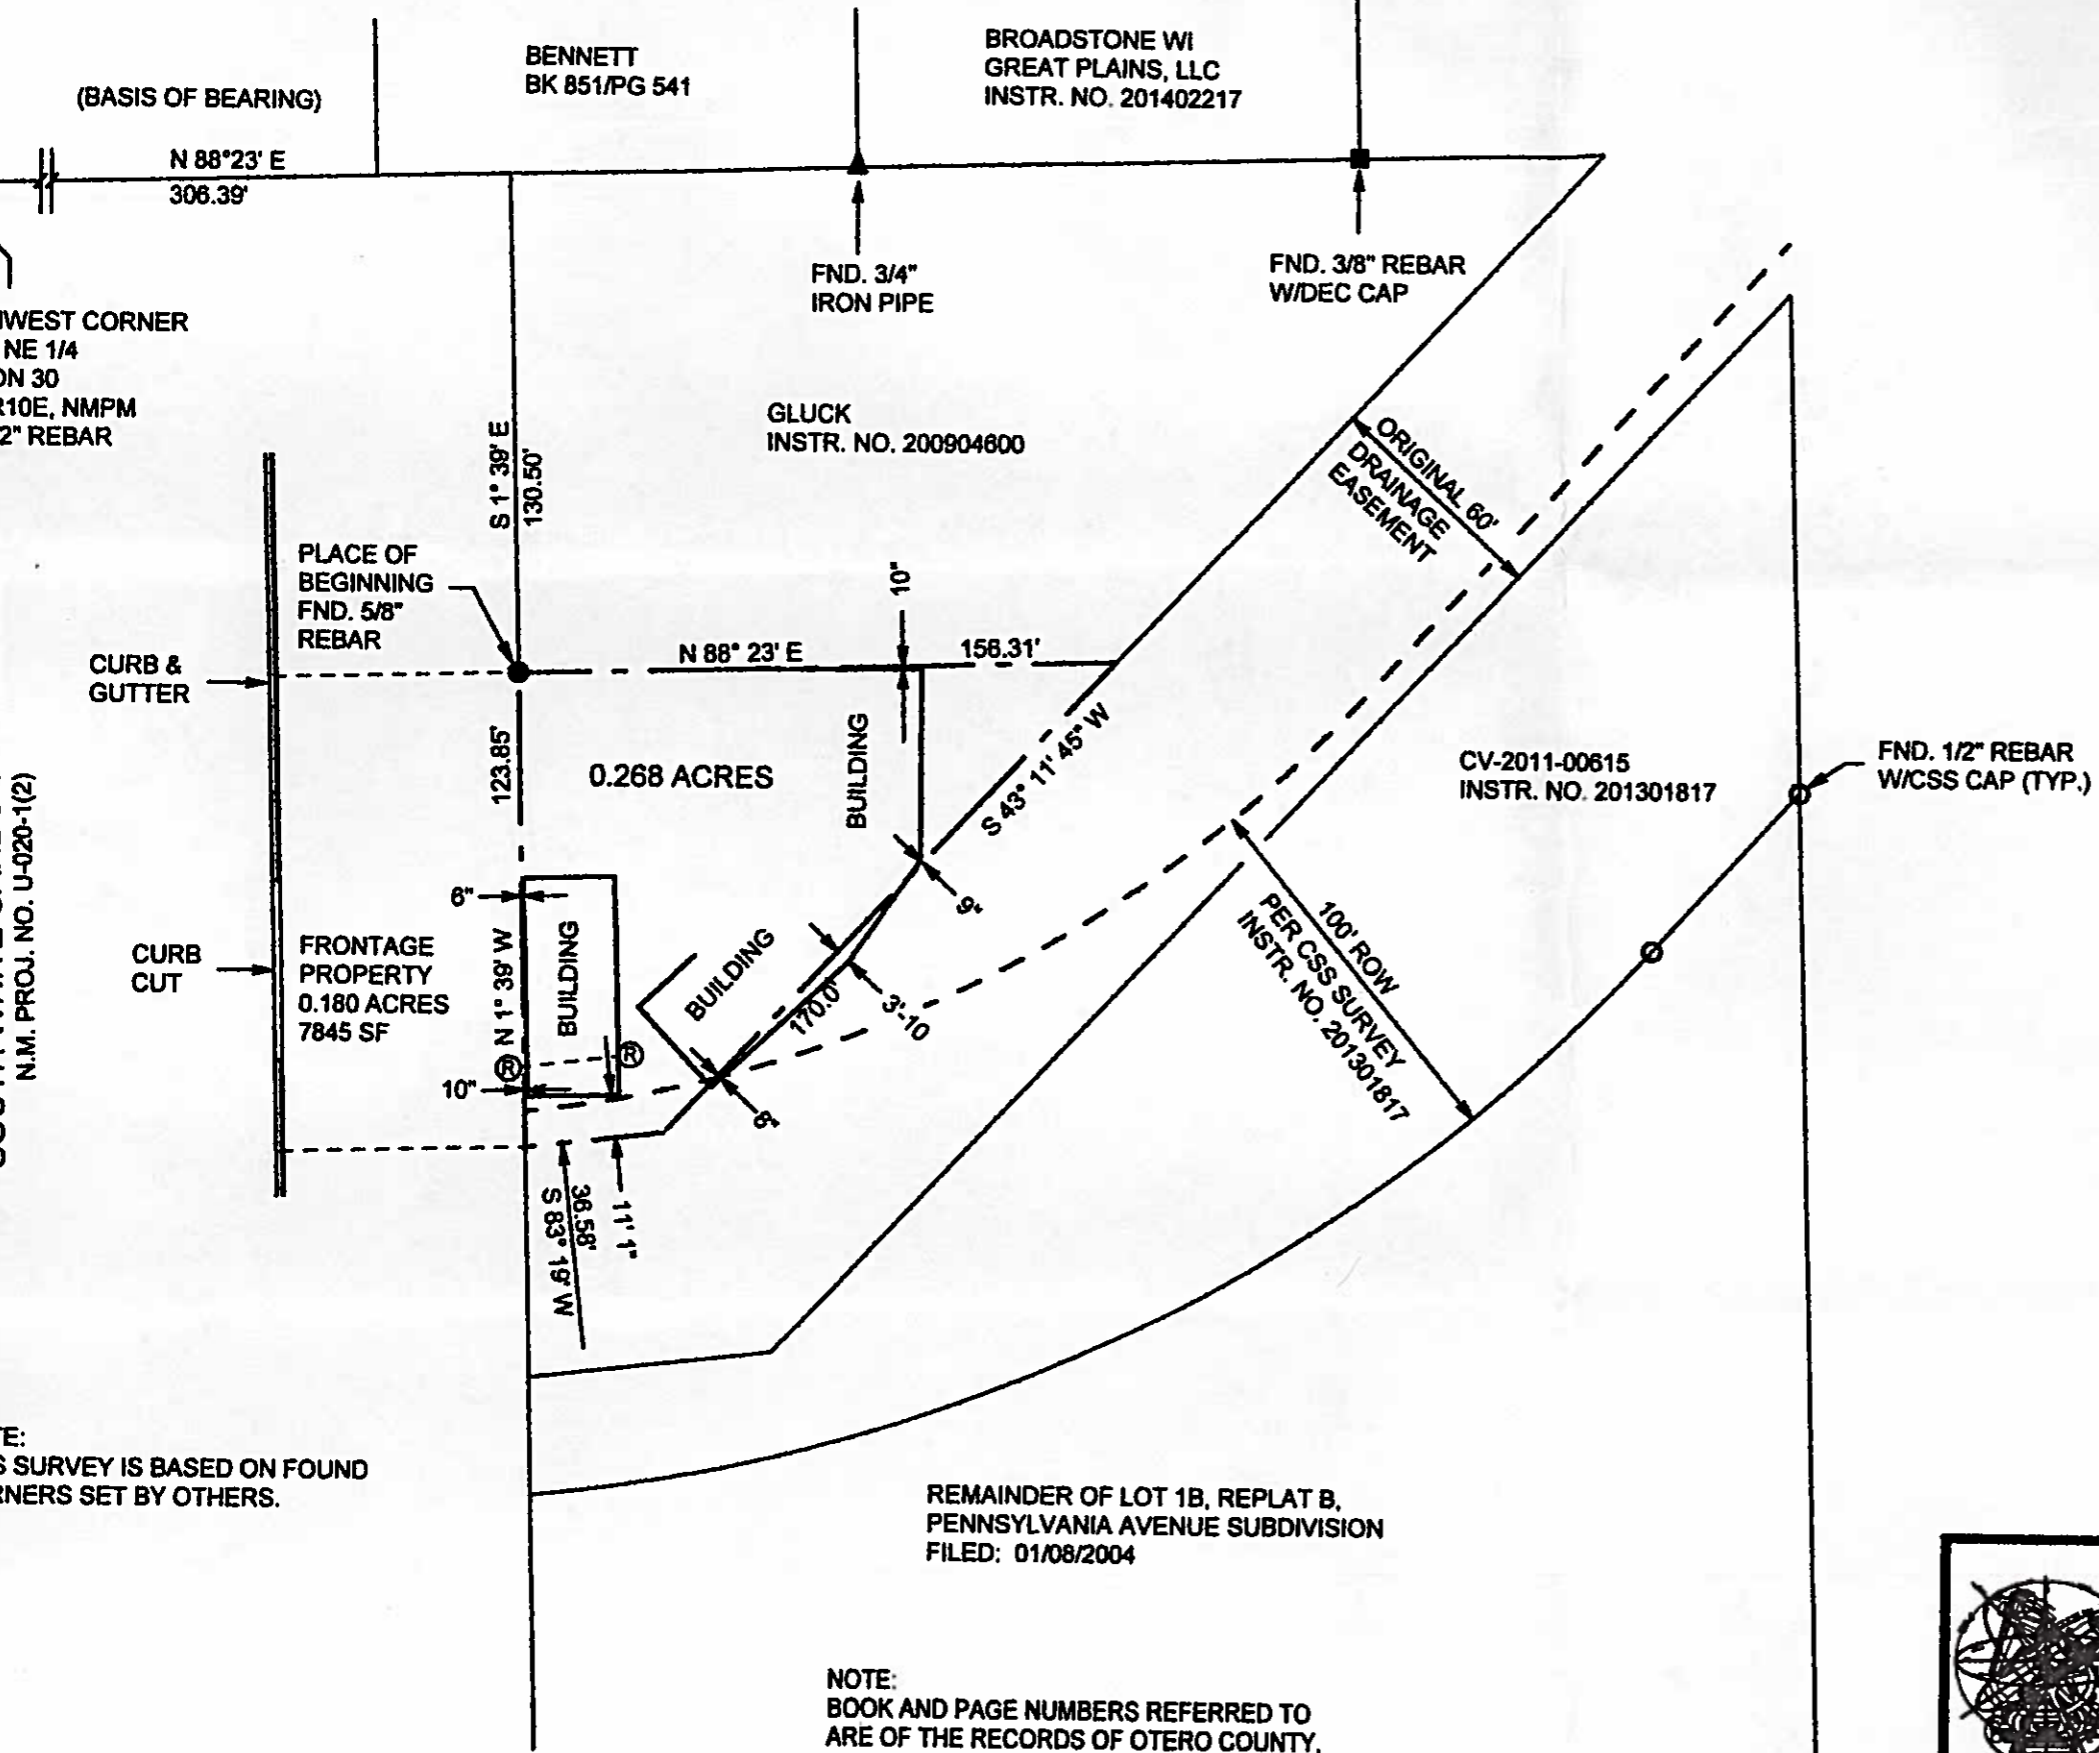 BENNETT
BK 851/PG 541
BROADSTONE WI
GREAT PLAINS, LLC
INSTR. NO. 201402217
(BASIS OF BEARING)
N 88°23' E
306.39'
FND. 3/4"
IRON PIPE
FND. 3/8" REBAR
W/DEC CAP
WEST CORNER
NE 1/4
ON 30
R10E, NMPM
2" REBAR
GLUCK
INSTR. NO. 200904600
S 1° 39' E
130.50'
ORIGINAL 60'
DRAINAGE
EASEMENT
PLACE OF
BEGINNING
FND. 5/8"
REBAR
10"
N 88° 23' E
156.31'
CURB &
GUTTER
123.85'
0.268 ACRES
BUILDING
S 43° 11' 45" W
CV-2011-00615
INSTR. NO. 201301817
FND. 1/2" REBAR
W/CSS CAP (TYP.)
N.M. PROJ. NO. U-020-1(2)
6"
9"
CURB
CUT
FRONTAGE
PROPERTY
0.180 ACRES
7845 SF
N 1° 39' W
BUILDING
BUILDING
170.0'
3'-10
100' ROW
PER CSS SURVEY
INSTR. NO. 201301817
R
R
10"
36.58'
S 83° 19' W
11' 1"
TE:
S SURVEY IS BASED ON FOUND
RNERS SET BY OTHERS.
REMAINDER OF LOT 1B, REPLAT B,
PENNSYLVANIA AVENUE SUBDIVISION
FILED: 01/08/2004
NOTE:
BOOK AND PAGE NUMBERS REFERRED TO
ARE OF THE RECORDS OF OTERO COUNTY,